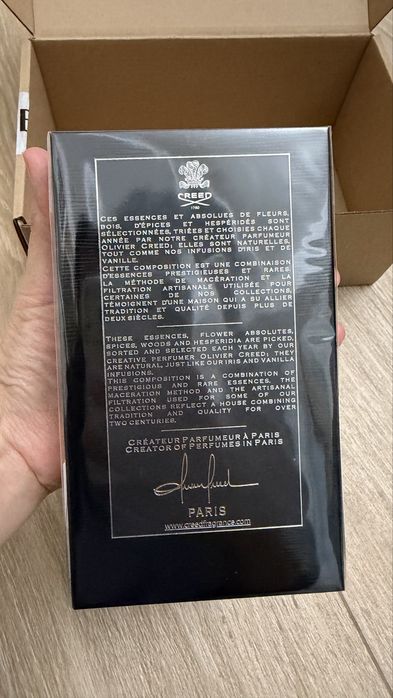 CREED
1760
CES ESSENCES ET ABSOLUES DE FLEURS,
BOIS, D'ÉPICES ET HESPÉRIDÉS SONT
SÉLECTIONNÉES, TRIÉES ET CHOISIES CHAQUE
ANNÉE PAR NOTRE CRÉATEUR PARFUMEUR
OLIVIER CREED; ELLES SONT NATURELLES,
TOUT COMME NOS INFUSIONS D'IRIS ET DE
VANILLE.
CETTE COMPOSITION EST UNE COMBINAISON
D'ESSENCES PRESTIGIEUSES ET RARES.
LA MÉTHODE DE MACÉRATION ET LA
FILTRATION ARTISANALE UTILISÉE POUR
CERTAINES DE NOS COLLECTIONS,
TÉMOIGNENT D'UNE MAISON QUI A SU ALLIER
TRADITION ET QUALITÉ DEPUIS PLUS DE
DEUX SIÈCLES.
THESE ESSENCES, FLOWER ABSOLUTES,
SPICES, WOODS AND HESPERIDIA ARE PICKED,
SORTED AND SELECTED EACH YEAR BY OUR
CREATIVE PERFUMER OLIVIER CREED; THEY
ARE NATURAL, JUST LIKE OUR IRIS AND VANILLA
INFUSIONS.
THIS COMPOSITION IS A COMBINATION OF
PRESTIGIOUS AND RARE ESSENCES. THE
MACERATION METHOD AND THE ARTISANAL
FILTRATION USED FOR SOME OF OUR
COLLECTIONS REFLECT A HOUSE COMBINING
TRADITION AND QUALITY FOR OVER
TWO CENTURIES.
CRÉATEUR PARFUMEUR À PARIS
CREATOR OF PERFUMES IN PARIS
PARIS
www.creedfragrance.com